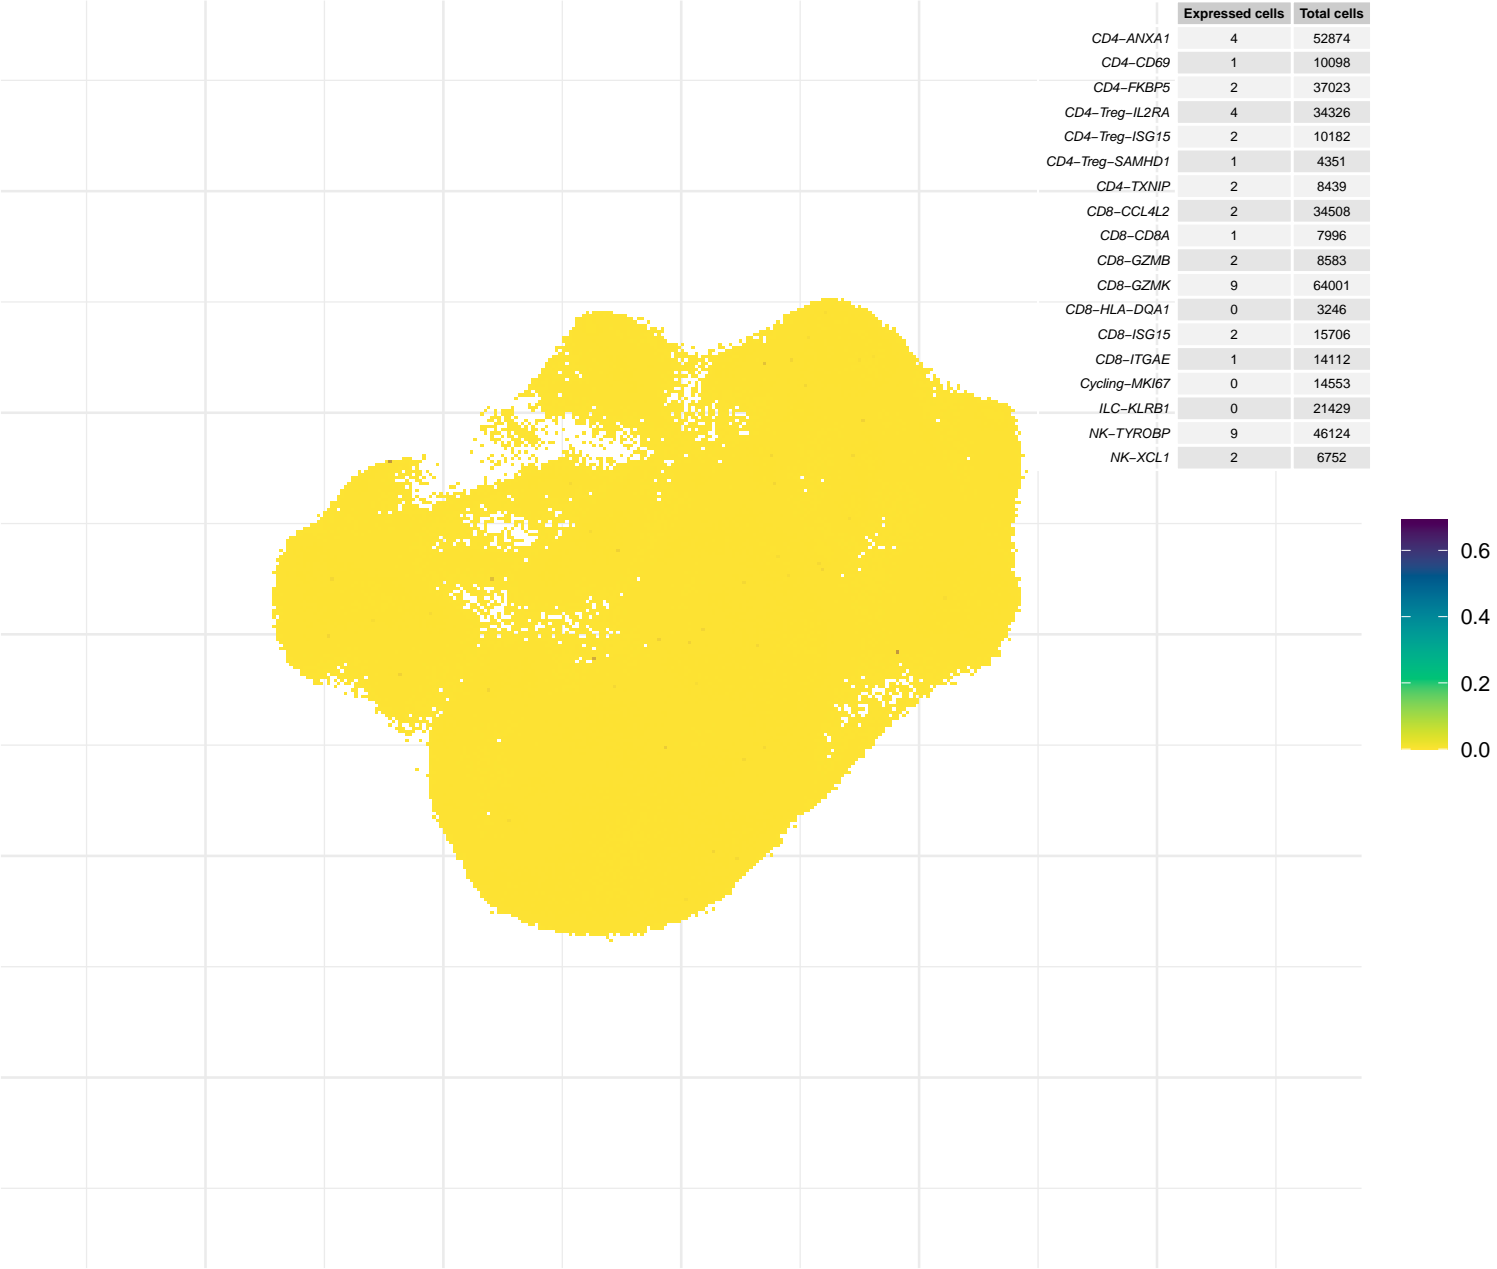 Expressed cells Total cells
CD4−ANXA1 4 52874
CD4−CD69 1 10098
CD4−FKBP5 2 37023
CD4−Treg−IL2RA 4 34326
CD4−Treg−ISG15 2 10182
CD4−Treg−SAMHD1 1 4351
CD4−TXNIP 2 8439
CD8−CCL4L2 2 34508
CD8−CD8A 1 7996
CD8−GZMB 2 8583
CD8−GZMK 9 64001
CD8−HLA−DQA1 0 3246
CD8−ISG15 2 15706
CD8−ITGAE 1 14112
Cycling−MKI67 0 14553
ILC−KLRB1 0 21429
NK−TYROBP 9 46124
NK−XCL1 2 6752
0.6
0.4
0.2
0.0